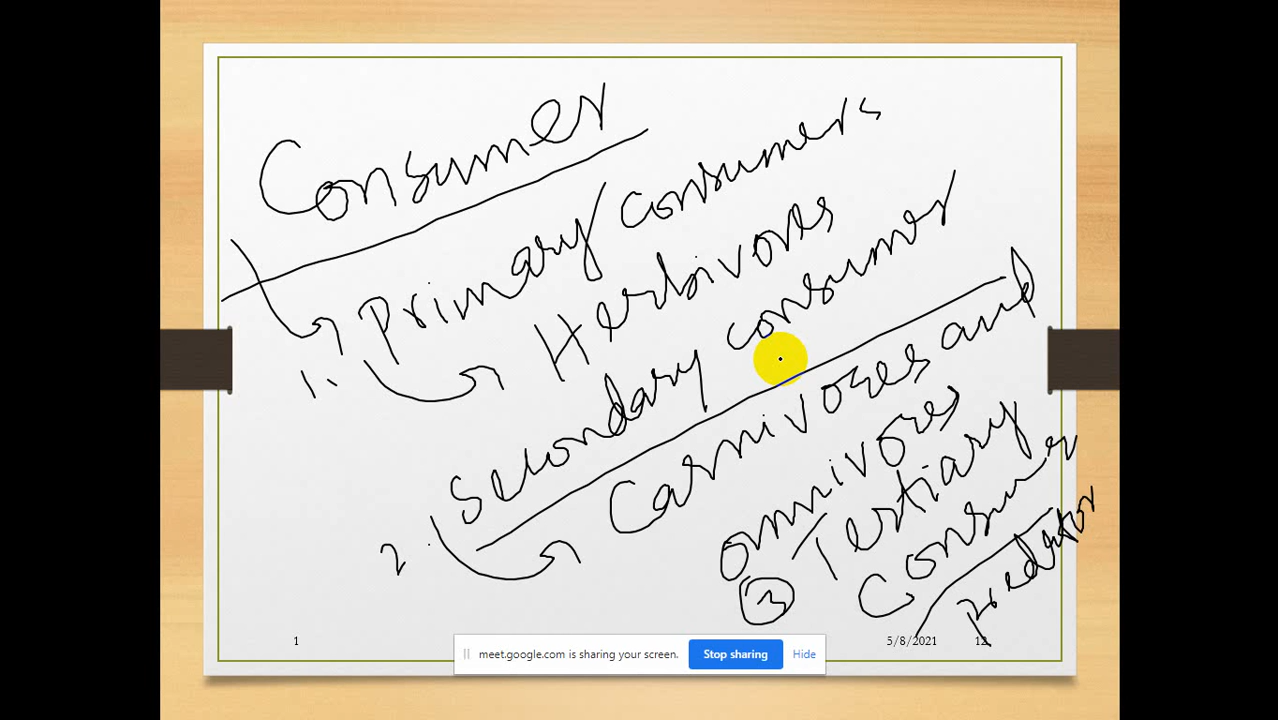 Consumer
1. Primary Consumers
Herbivores
2. Secondary consumer
Carnivores and
omnivores
3 Tertiary
Consumer
predator
1
5/8/2021
12
meet.google.com is sharing your screen.
Stop sharing
Hide